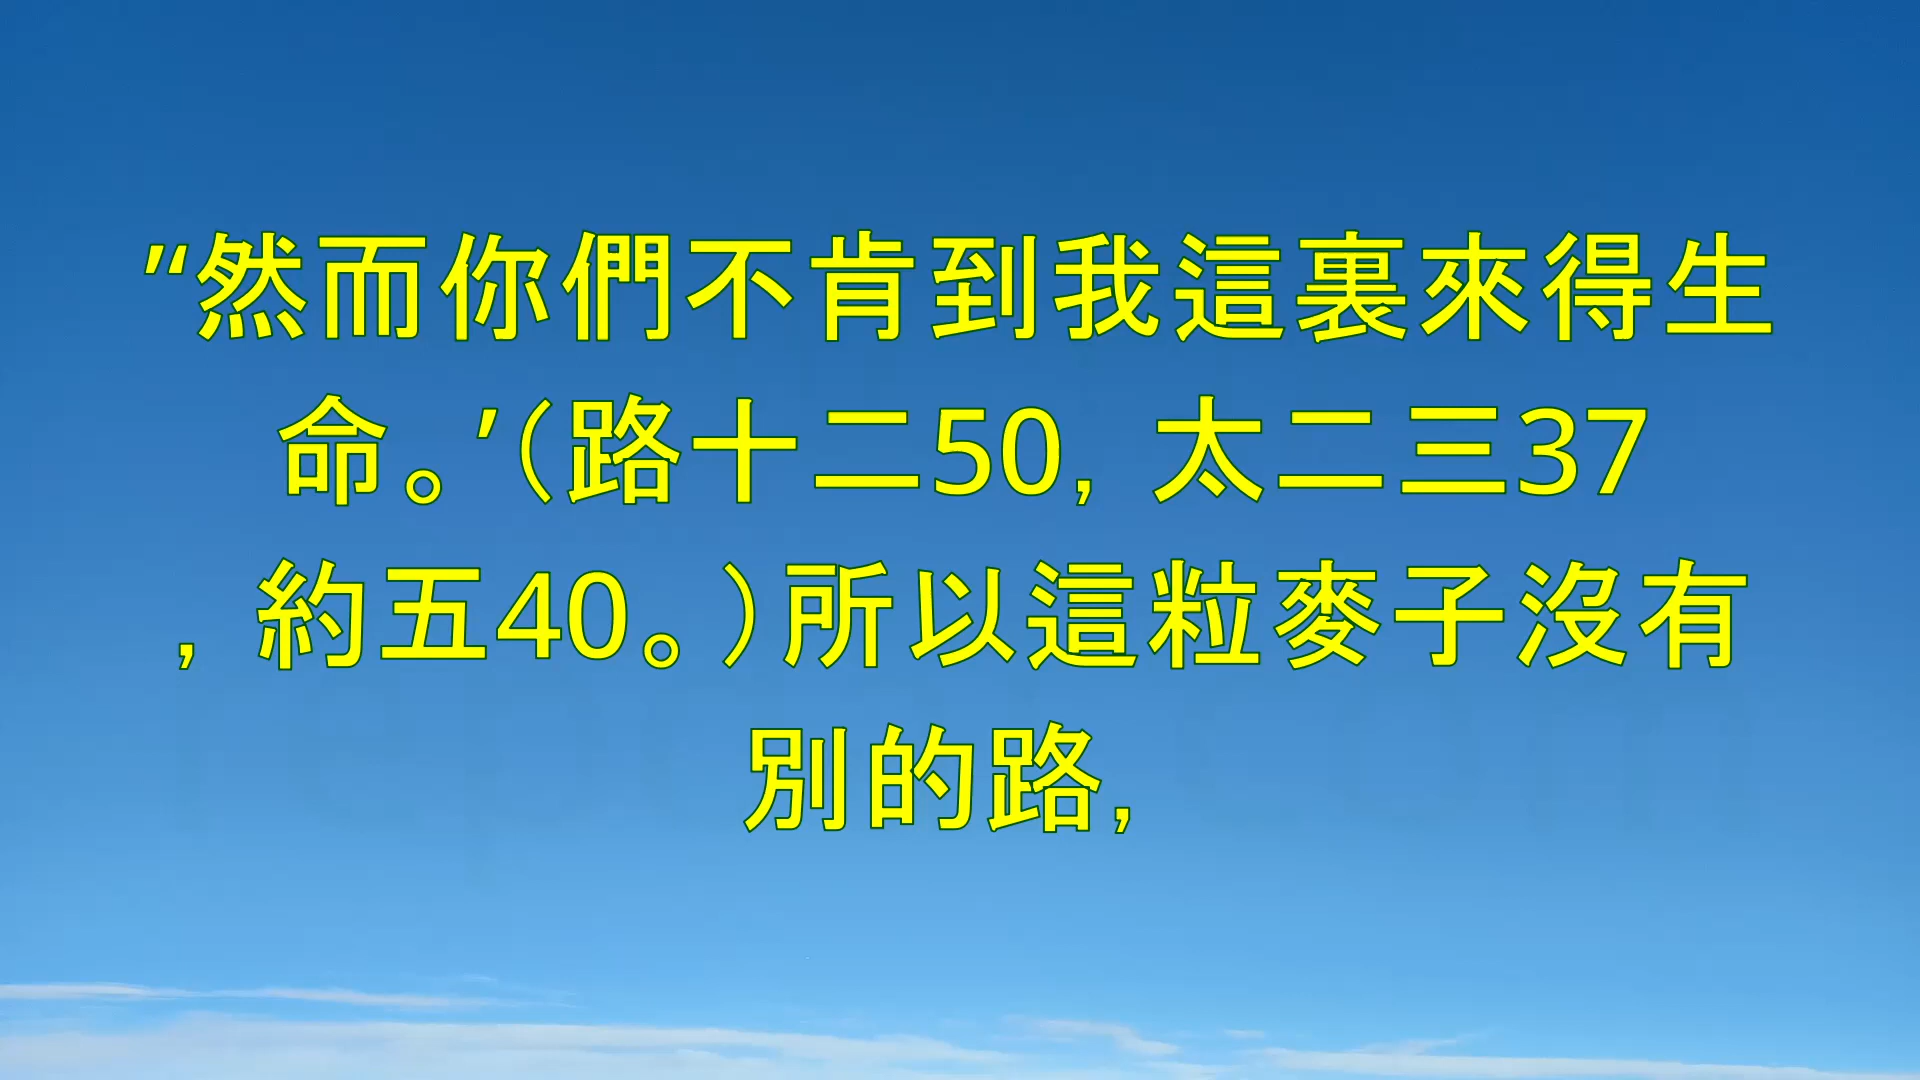 "然而你們不肯到我這裏來得生
命。'(路十二50, 太二三37
, 約五40。)所以這粒麥子沒有
別的路,